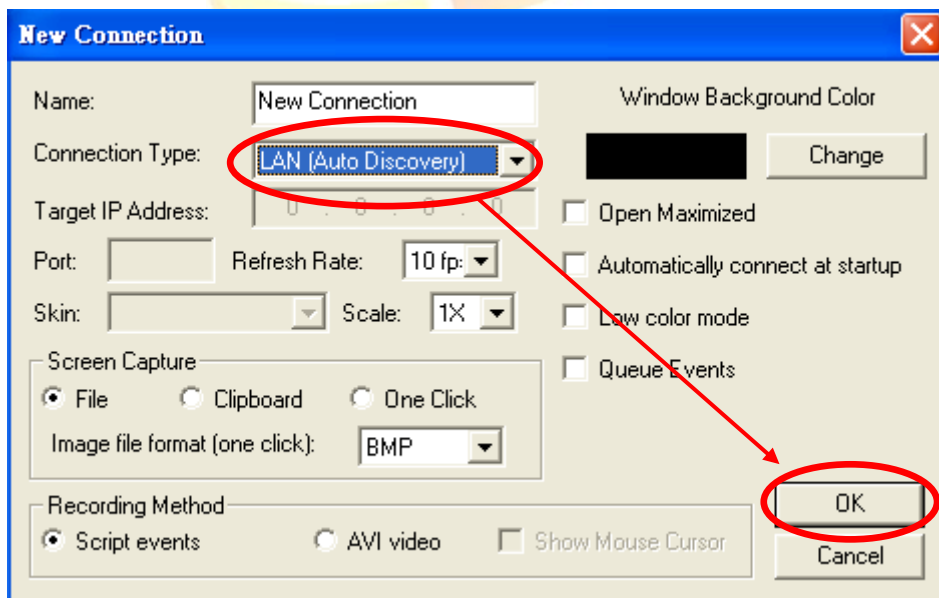 New Connection
Name: New Connection
Window Background Color
Connection Type: LAN (Auto Discovery)
Change
Target IP Address: 0 . 0 . 0 . 0
Open Maximized
Port:
Refresh Rate: 10 fp
Automatically connect at startup
Skin:
Scale: 1X
Low color mode
Screen Capture
Queue Events
File Clipboard One Click
Image file format (one click): BMP
Recording Method
OK
Script events AVI video Show Mouse Cursor
Cancel